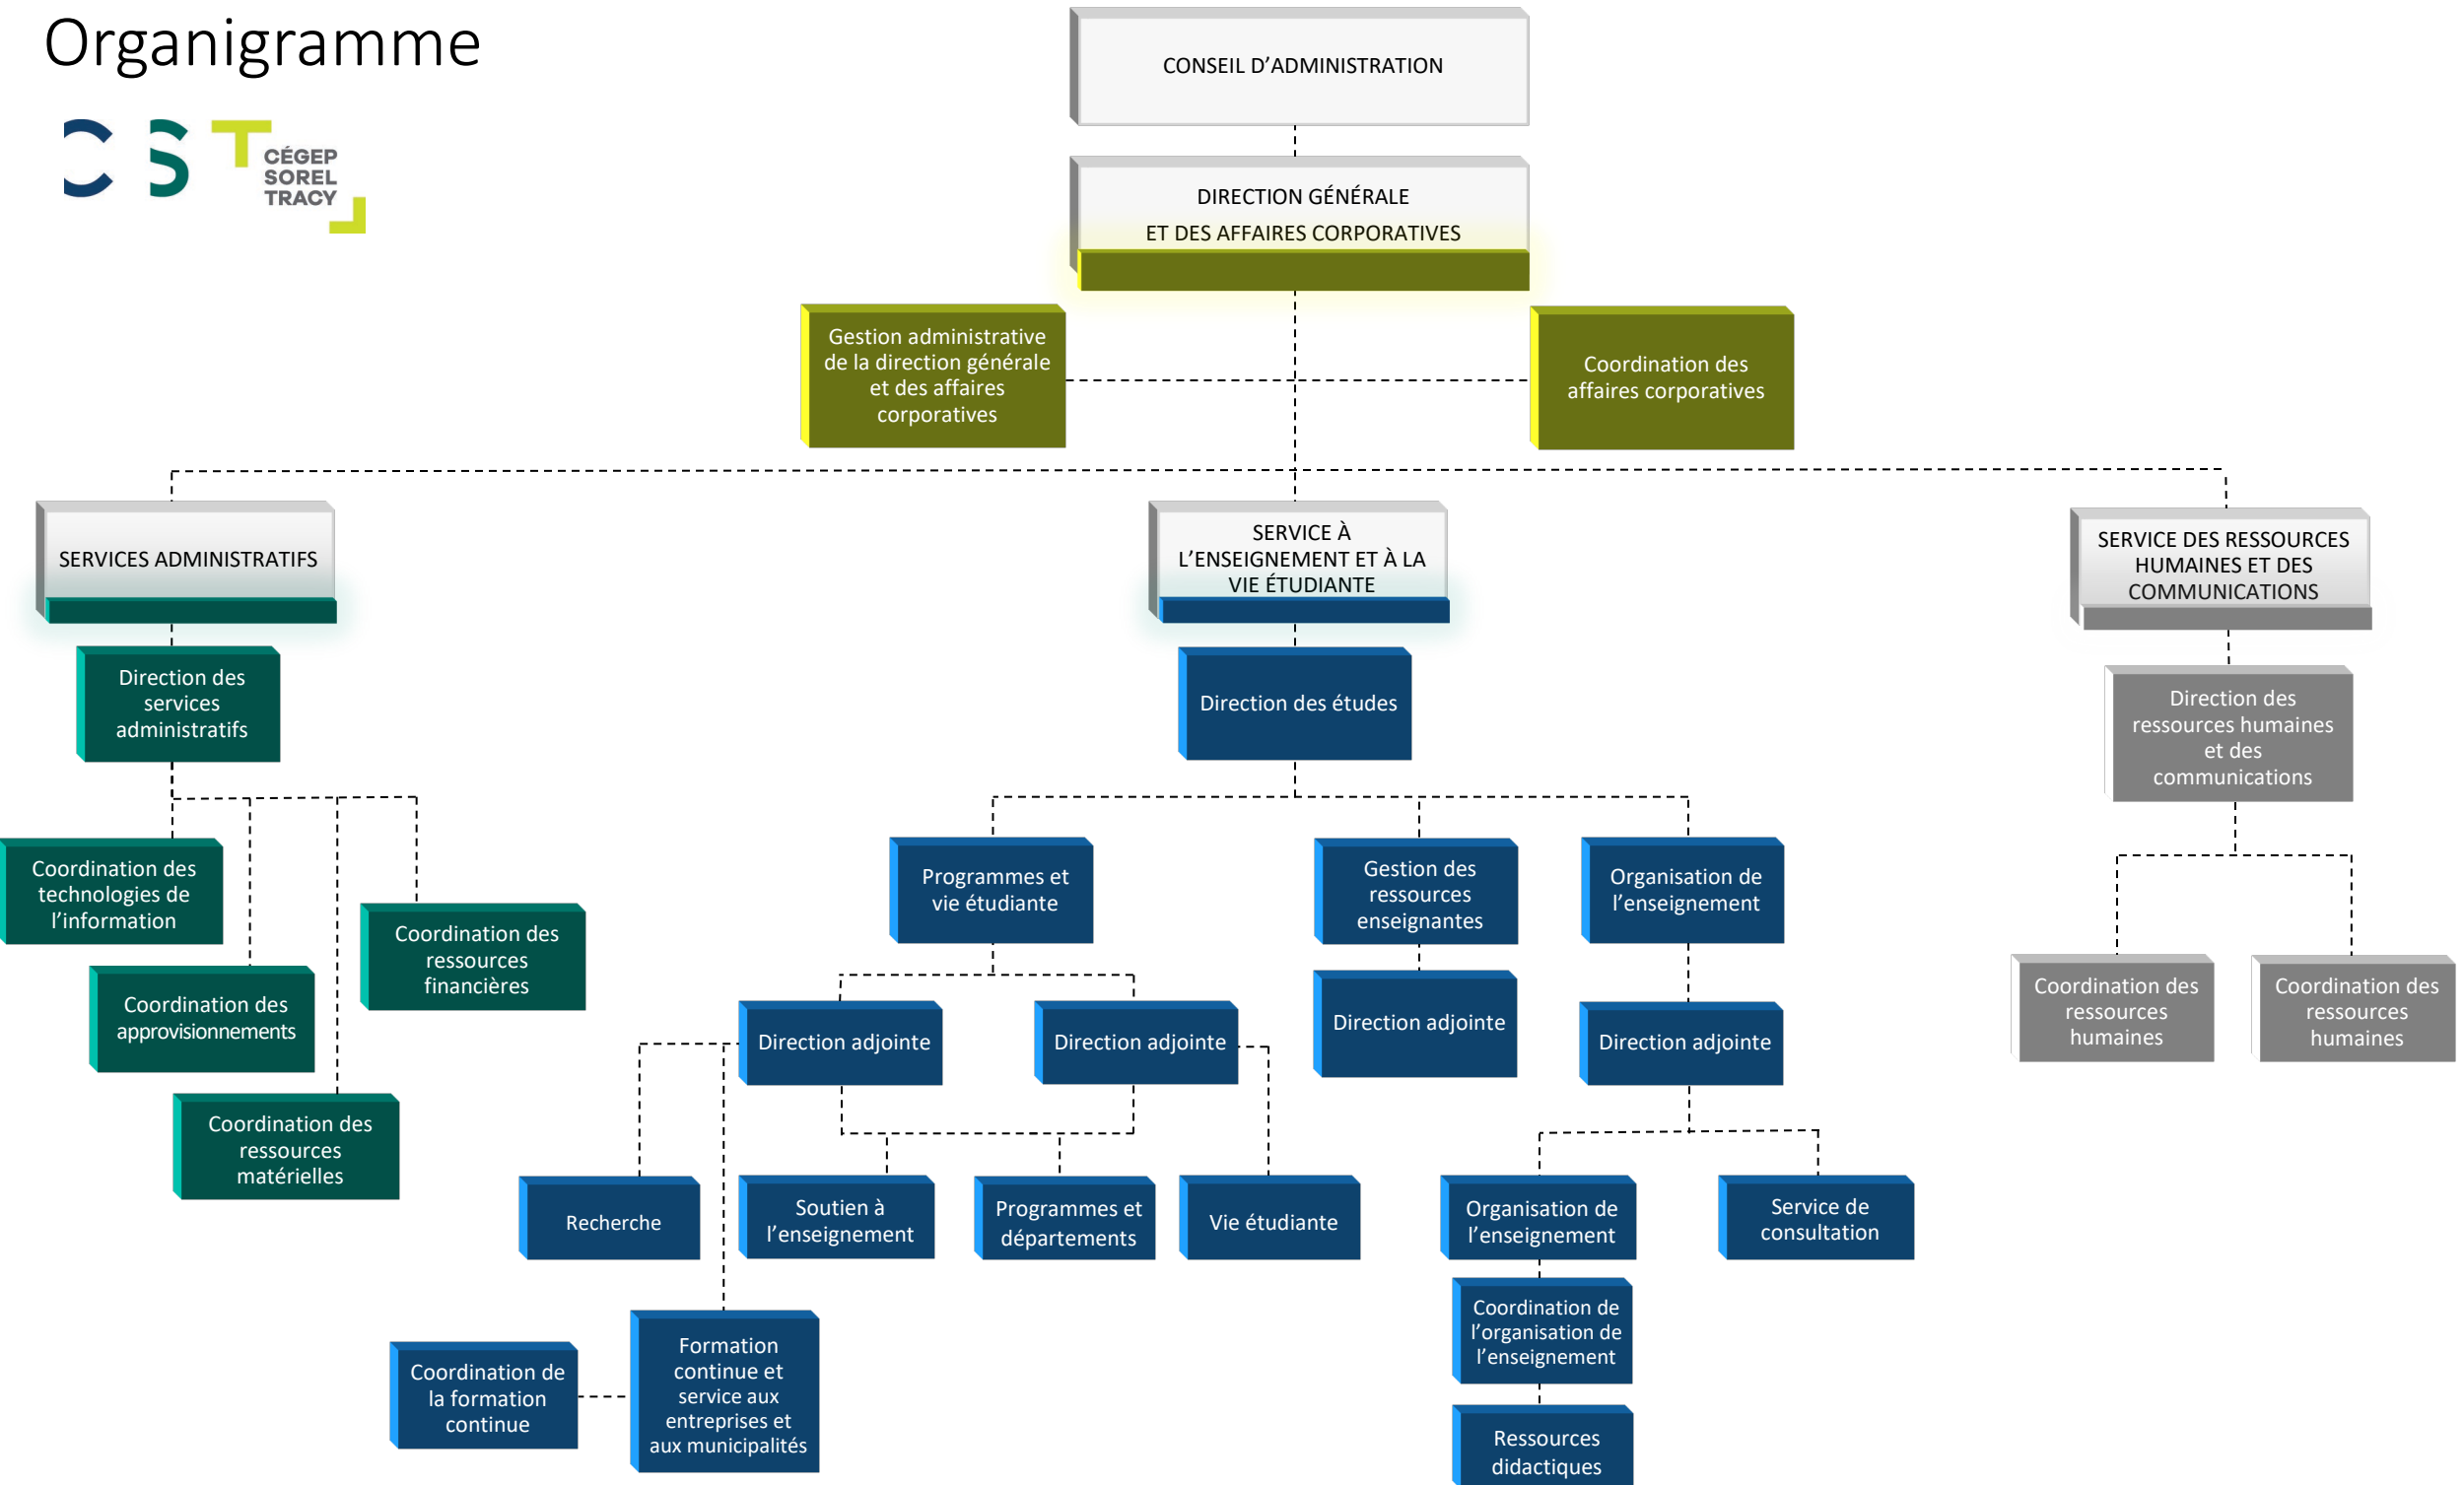 Organigramme
CST
CÉGEP
SOREL
TRACY
CONSEIL D'ADMINISTRATION
DIRECTION GÉNÉRALE
ET DES AFFAIRES CORPORATIVES
Gestion administrative
de la direction générale
et des affaires
corporatives
Coordination des
affaires corporatives
SERVICES ADMINISTRATIFS
SERVICE À
L'ENSEIGNEMENT ET À LA
VIE ÉTUDIANTE
SERVICE DES RESSOURCES
HUMAINES ET DES
COMMUNICATIONS
Direction des
services
administratifs
Direction des études
Direction des
ressources humaines
et des
communications
Coordination des
technologies de
l'information
Coordination des
ressources
financières
Coordination des
approvisionnements
Coordination des
ressources
matérielles
Programmes et
vie étudiante
Gestion des
ressources
enseignantes
Organisation de
l'enseignement
Direction adjointe
Direction adjointe
Direction adjointe
Direction adjointe
Coordination des
ressources
humaines
Coordination des
ressources
humaines
Recherche
Soutien à
l'enseignement
Programmes et
départements
Vie étudiante
Organisation de
l'enseignement
Service de
consultation
Coordination de
la formation
continue
Formation
continue et
service aux
entreprises et
aux municipalités
Coordination de
l'organisation de
l'enseignement
Ressources
didactiques